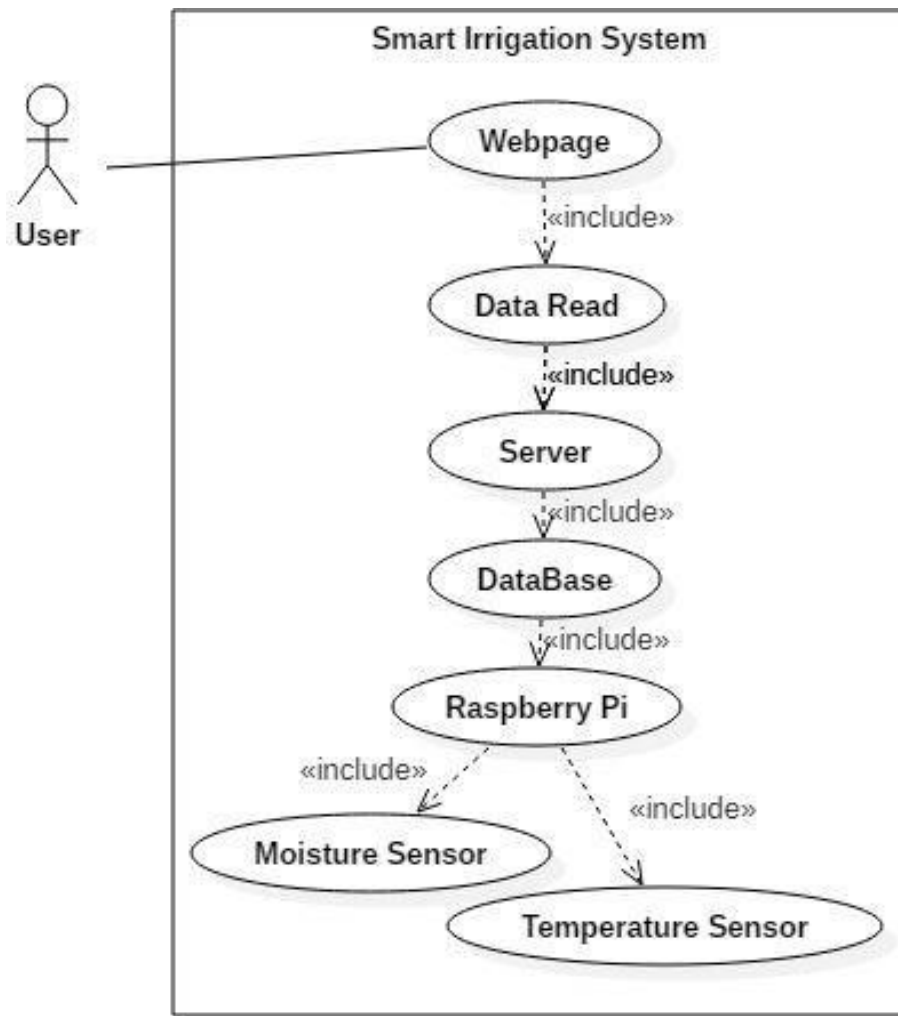 Smart Irrigation System
Webpage
User
«include»
Data Read
«include»
Server
«include»
DataBase
«include»
Raspberry Pi
«include»
«include»
Moisture Sensor
Temperature Sensor